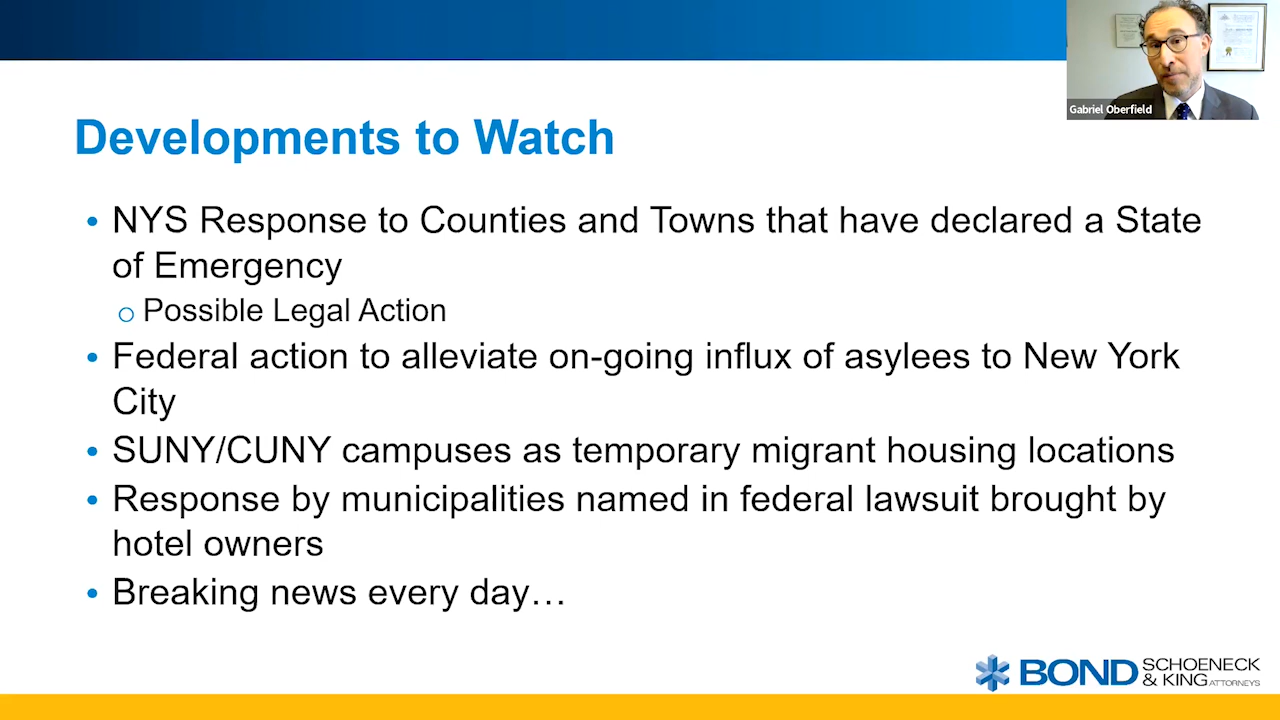 Gabriel Oberfield
Developments to Watch
• NYS Response to Counties and Towns that have declared a State
of Emergency
o Possible Legal Action
• Federal action to alleviate on-going influx of asylees to New York
City
• SUNY/CUNY campuses as temporary migrant housing locations
• Response by municipalities named in federal lawsuit brought by
hotel owners
• Breaking news every day…
BOND SCHOENECK
& KING ATTORNEYS